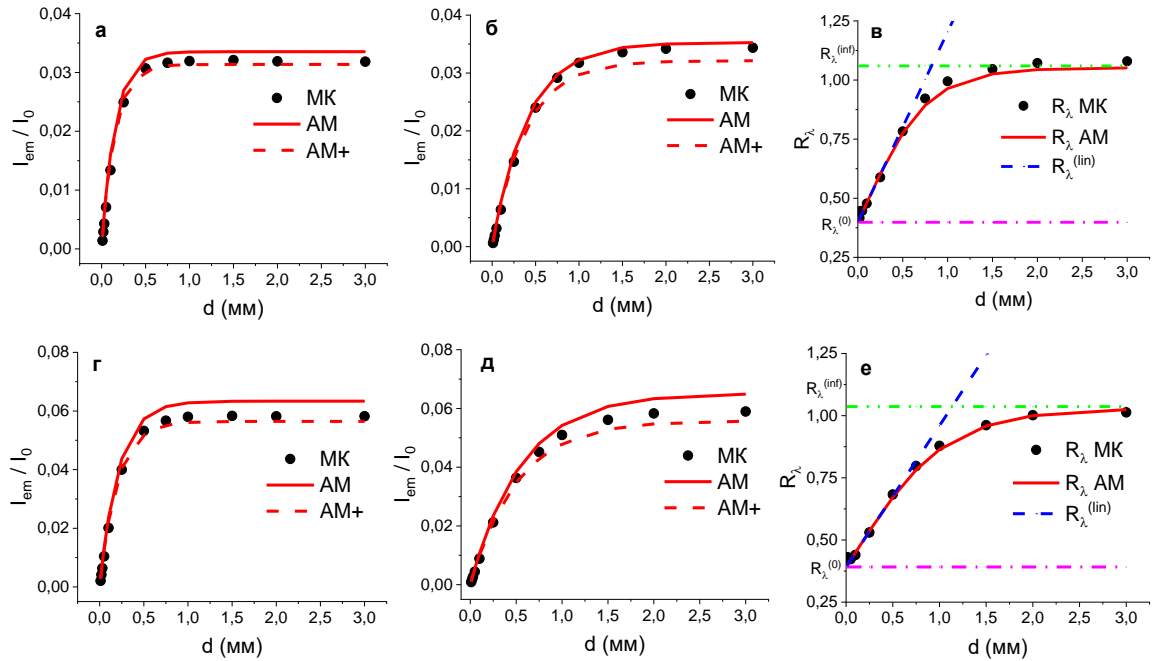 а
I_em / I_0
0,04
0,03
0,02
0,01
0,00
МК
АМ
АМ+
0,0 0,5 1,0 1,5 2,0 2,5 3,0
d (мм)
б
I_em / I_0
0,04
0,03
0,02
0,01
0,00
МК
АМ
АМ+
0,0 0,5 1,0 1,5 2,0 2,5 3,0
d (мм)
в
R_λ
1,25
R_λ^(inf)
1,00
0,75
0,50
R_λ^(0)
0,25
R_λ МК
R_λ АМ
R_λ^(lin)
0,0 0,5 1,0 1,5 2,0 2,5 3,0
d (мм)
г
I_em / I_0
0,08
0,06
0,04
0,02
0,00
МК
АМ
АМ+
0,0 0,5 1,0 1,5 2,0 2,5 3,0
d (мм)
д
I_em / I_0
0,08
0,06
0,04
0,02
0,00
МК
АМ
АМ+
0,0 0,5 1,0 1,5 2,0 2,5 3,0
d (мм)
е
R_λ
1,25
R_λ^(inf)
1,00
0,75
0,50
R_λ^(0)
0,25
R_λ МК
R_λ АМ
R_λ^(lin)
0,0 0,5 1,0 1,5 2,0 2,5 3,0
d (мм)